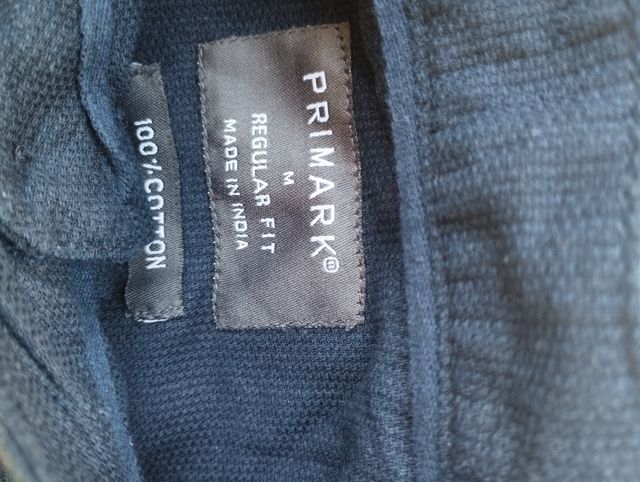 PRIMARK®
M
REGULAR FIT
MADE IN INDIA
100% COTTON